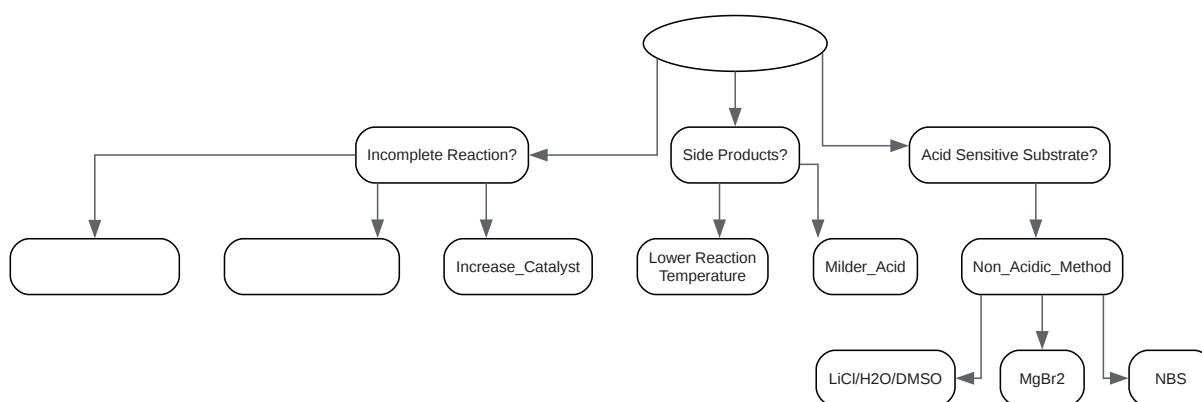 Incomplete Reaction?
Side Products?
Acid Sensitive Substrate?
Increase_Catalyst
Lower Reaction
Temperature
Milder_Acid
Non_Acidic_Method
LiCl/H2O/DMSO
MgBr2
NBS